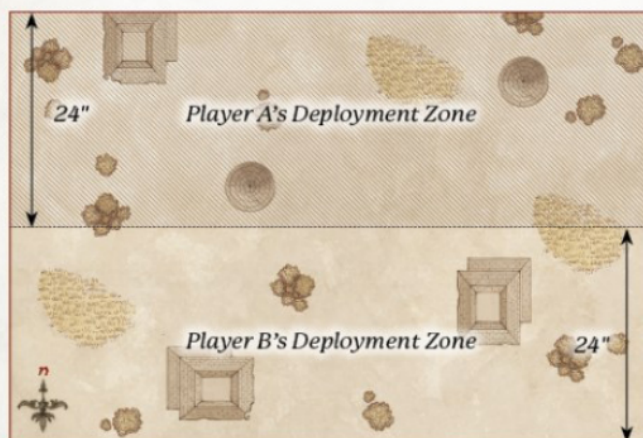 24"
Player A's Deployment Zone
Player B's Deployment Zone
24"
n